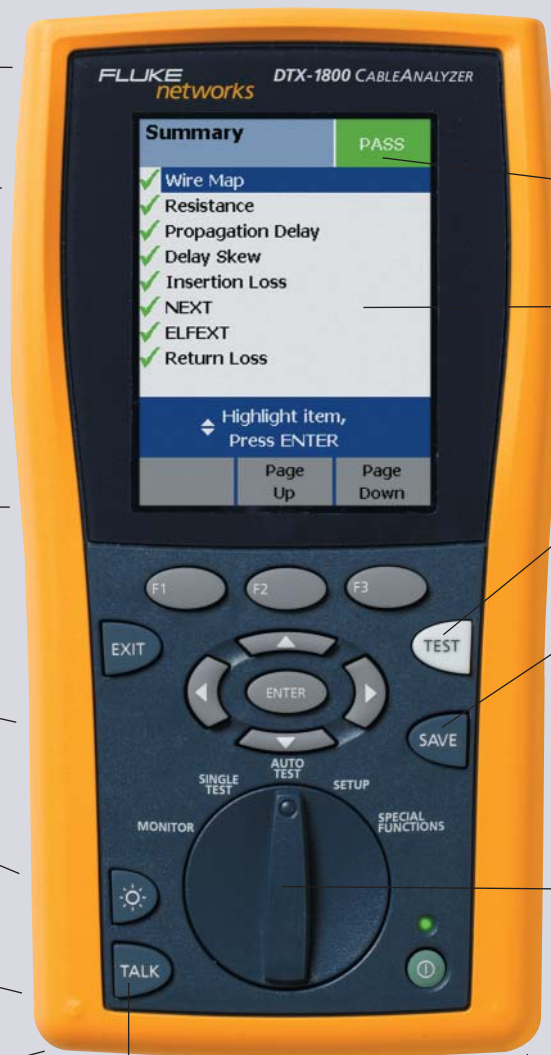 FLUKE networks DTX-1800 CABLEANALYZER
Summary PASS
Wire Map
Resistance
Propagation Delay
Delay Skew
Insertion Loss
NEXT
ELFEXT
Return Loss
Highlight item,
Press ENTER
Page Up
Page Down
F1 F2 F3
EXIT
TEST
ENTER
SAVE
MONITOR
SINGLE TEST
AUTO TEST
SETUP
SPECIAL FUNCTIONS
TALK